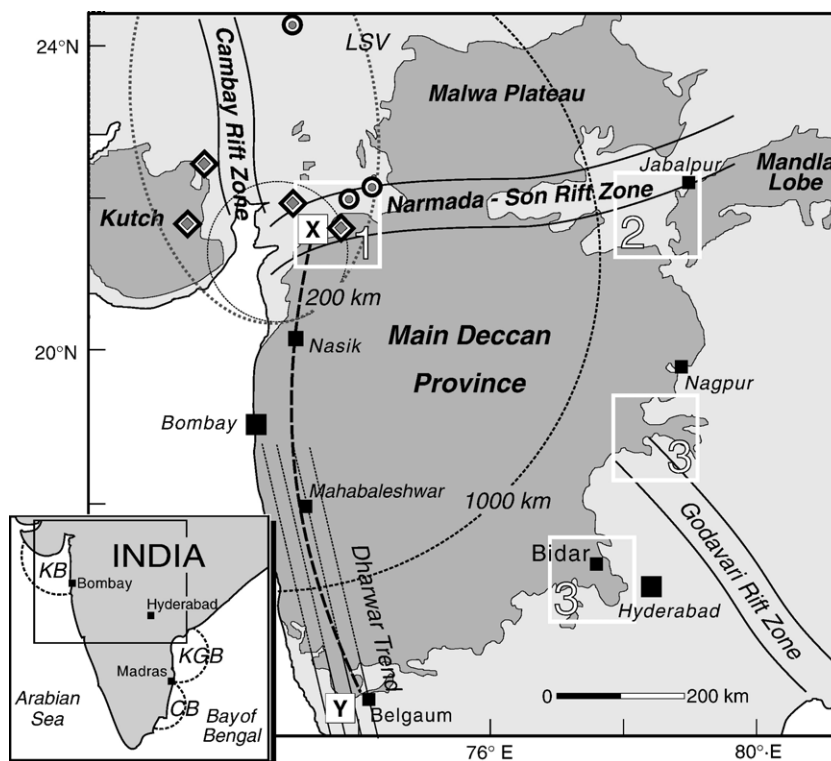 24°N
LSV
Cambay Rift Zone
Malwa Plateau
Jabalpur
Mandla
Lobe
Narmada - Son Rift Zone
Kutch
X
1
2
200 km
20°N
Nasik
Main Deccan
Province
Nagpur
Bombay
3
Mahabaleshwar
1000 km
Godavari Rift Zone
Dharwar Trend
Bidar
3
Hyderabad
INDIA
KB
Bombay
Hyderabad
KGB
Madras
CB
Arabian
Sea
Bay of
Bengal
Y
Belgaum
0
200 km
76° E
80°·E